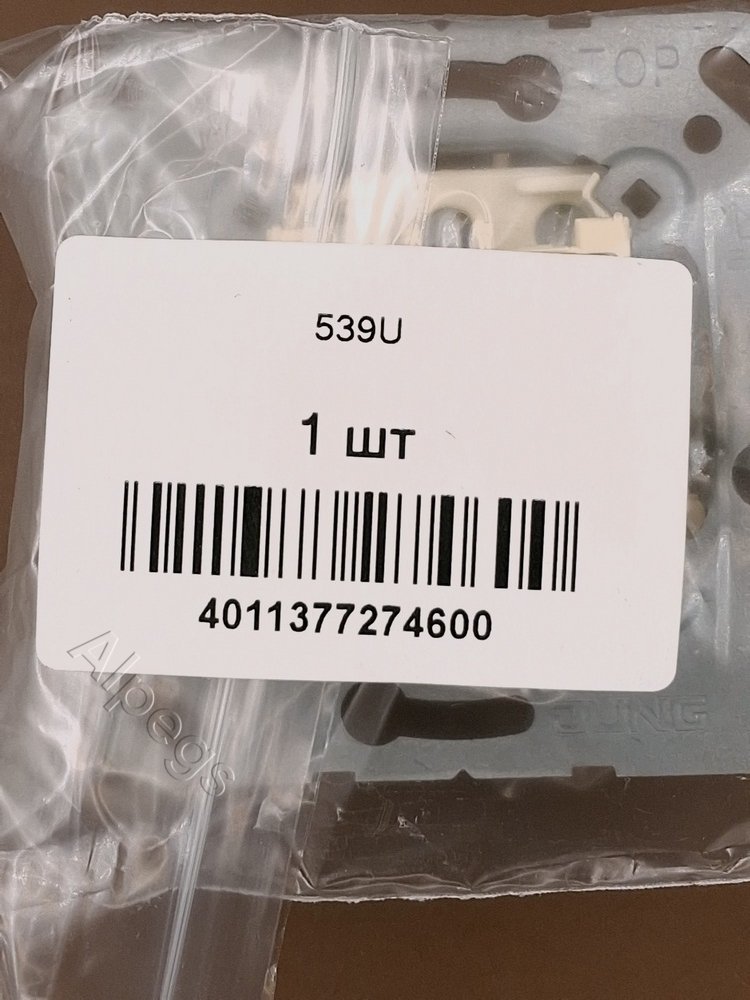 TOP
539U
1 шт
4011377274600
JUNG
Alpegs